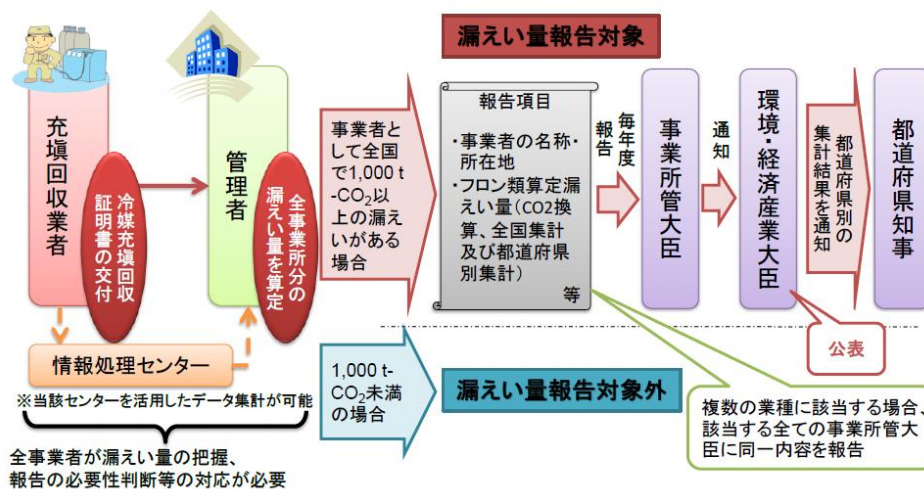 漏えい量報告対象
充塡回収業者
冷媒充塡回収
証明書の交付
管理者
全事業所分の
漏えい量を算定
事業者とし
て全国
で1,000 t
-CO₂以
上の漏え
いがある
場合
報告項目
・事業者の名称・
所在地
・フロン類算定漏
えい量(CO2換
算、全国集計
及び都道府県
別集計)
等
毎年度
報告
事業所管大臣
通知
環境・経済産業大臣
都道府県別の
集計結果を通知
都道府県知事
公表
情報処理センター
※当該センターを活用したデータ集計が可能
全事業者が漏えい量の把握、
報告の必要性判断等の対応が必要
1,000 t-
CO₂未満
の場合
漏えい量報告対象外
複数の業種に該当する場合、
該当する全ての事業所管大
臣に同一内容を報告